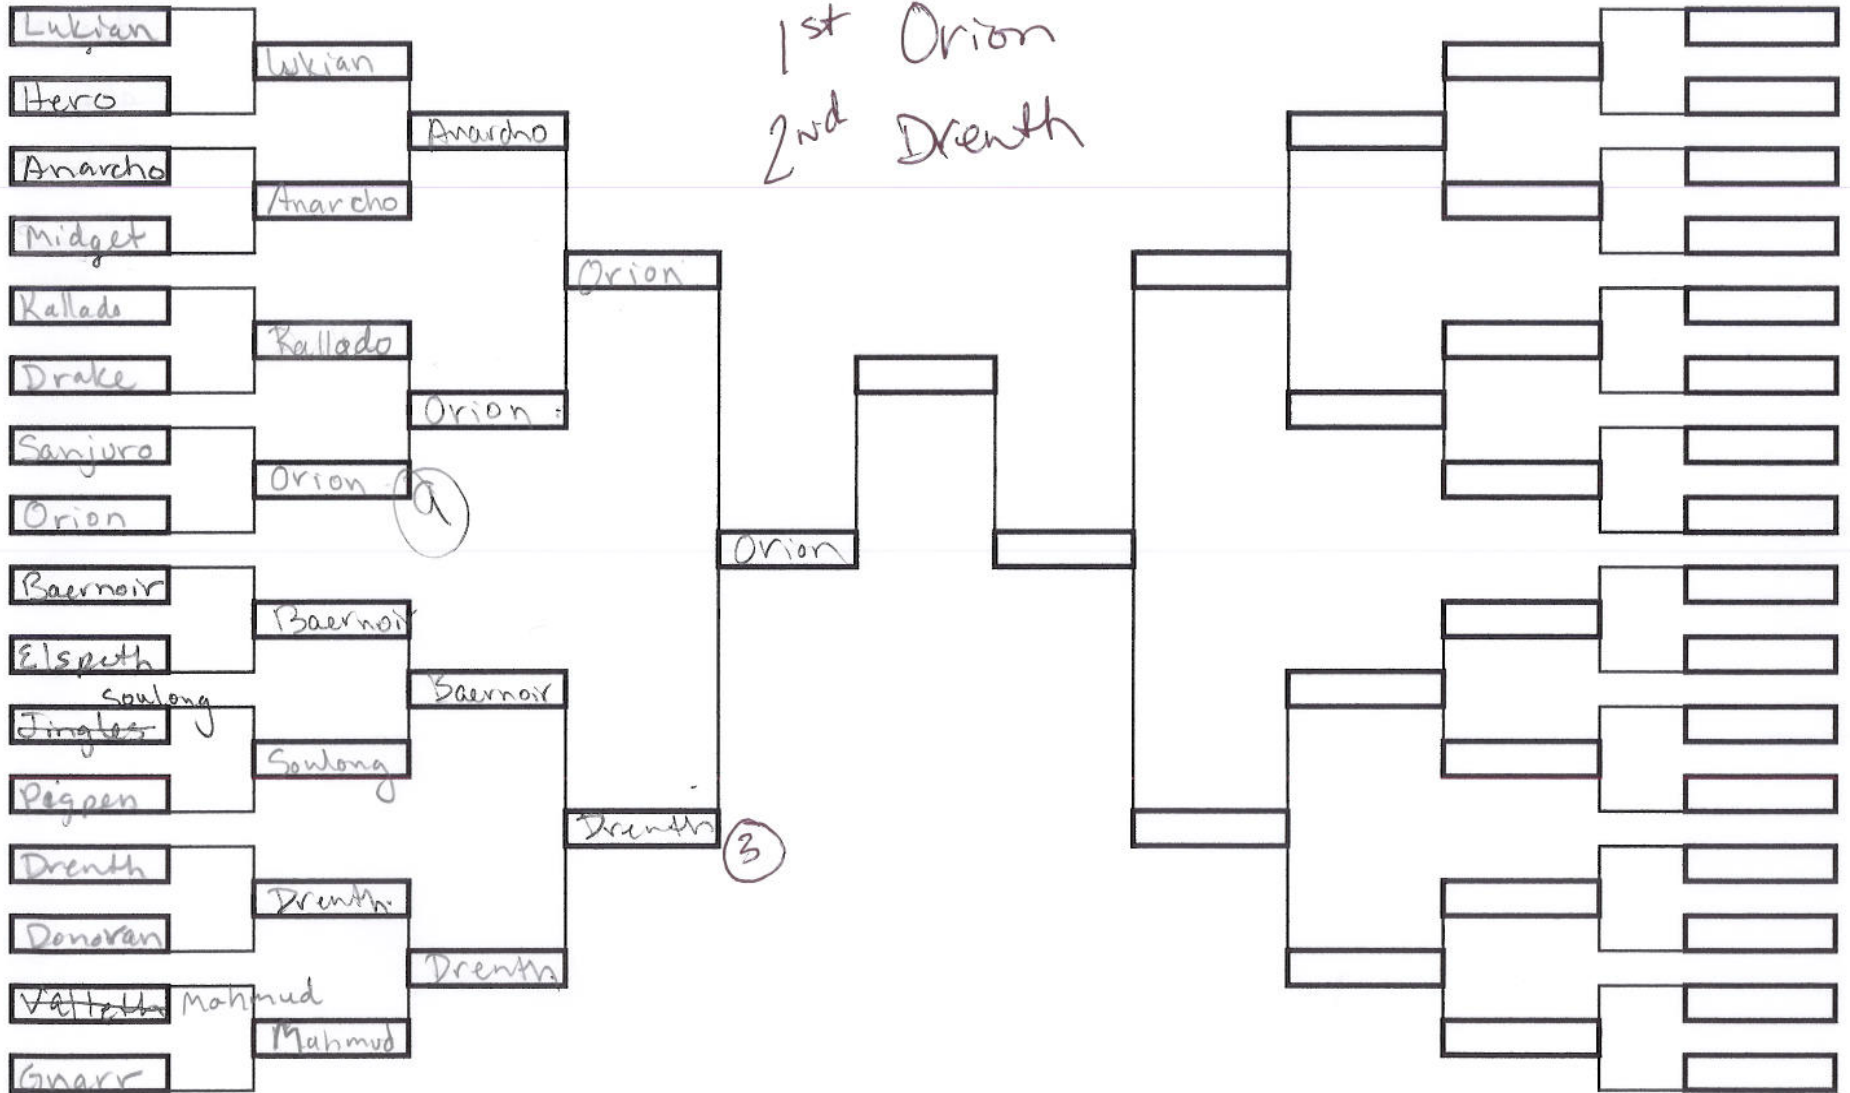 1st Orion
2nd Drenth
Lukian
Hero
Anarcho
Midget
Kallado
Drake
Sanjuro
Orion
Baernoir
Elspeth
Soulong
Jingles
Pigpen
Drenth
Donovan
Mahmud
Gnarr
Lukian
Anarcho
Kallado
Orion
Baernoir
Soulong
Drenth
Mahmud
Anarcho
Orion
Baernoir
Drenth
Orion
Drenth
3
Orion